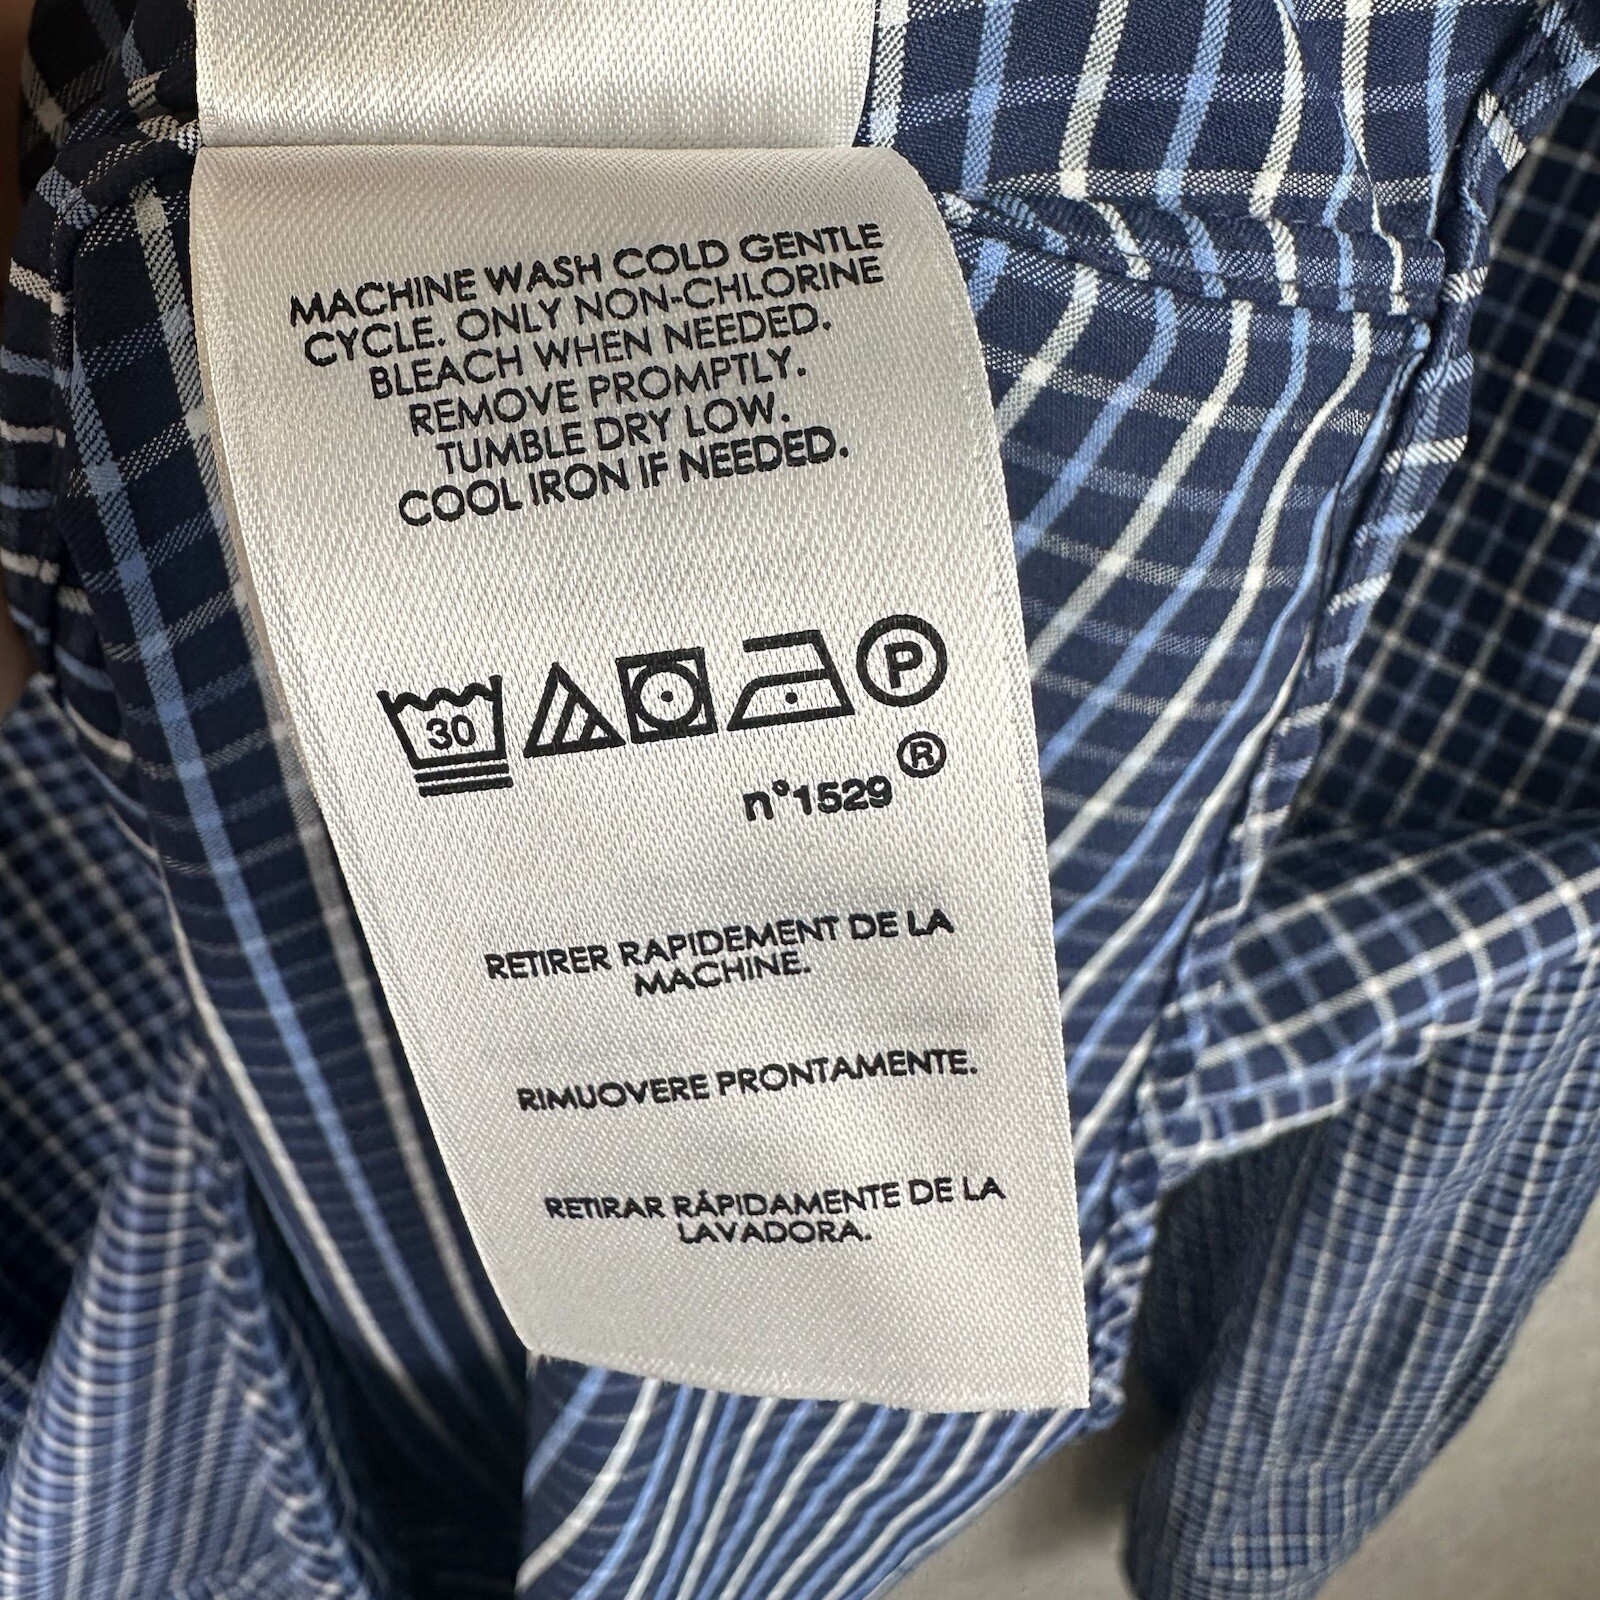 MACHINE WASH COLD GENTLE
CYCLE. ONLY NON-CHLORINE
BLEACH WHEN NEEDED.
REMOVE PROMPTLY.
TUMBLE DRY LOW.
COOL IRON IF NEEDED.
30
P
®
n°1529
RETIRER RAPIDEMENT DE LA
MACHINE.
RIMUOVERE PRONTAMENTE.
RETIRAR RÁPIDAMENTE DE LA
LAVADORA.